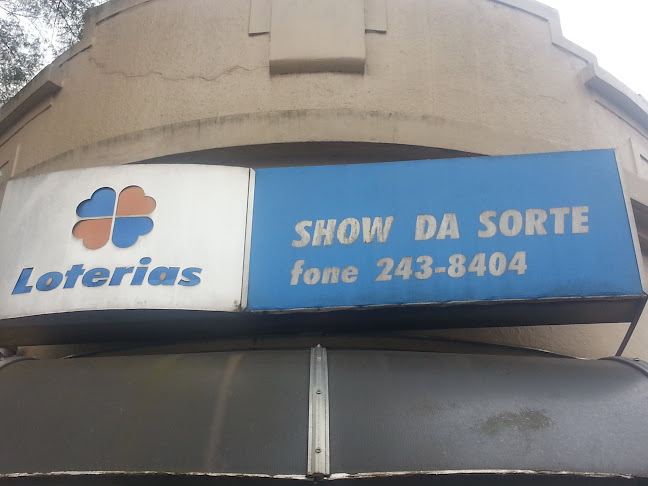 Loterias
SHOW DA SORTE
fone 243-8404